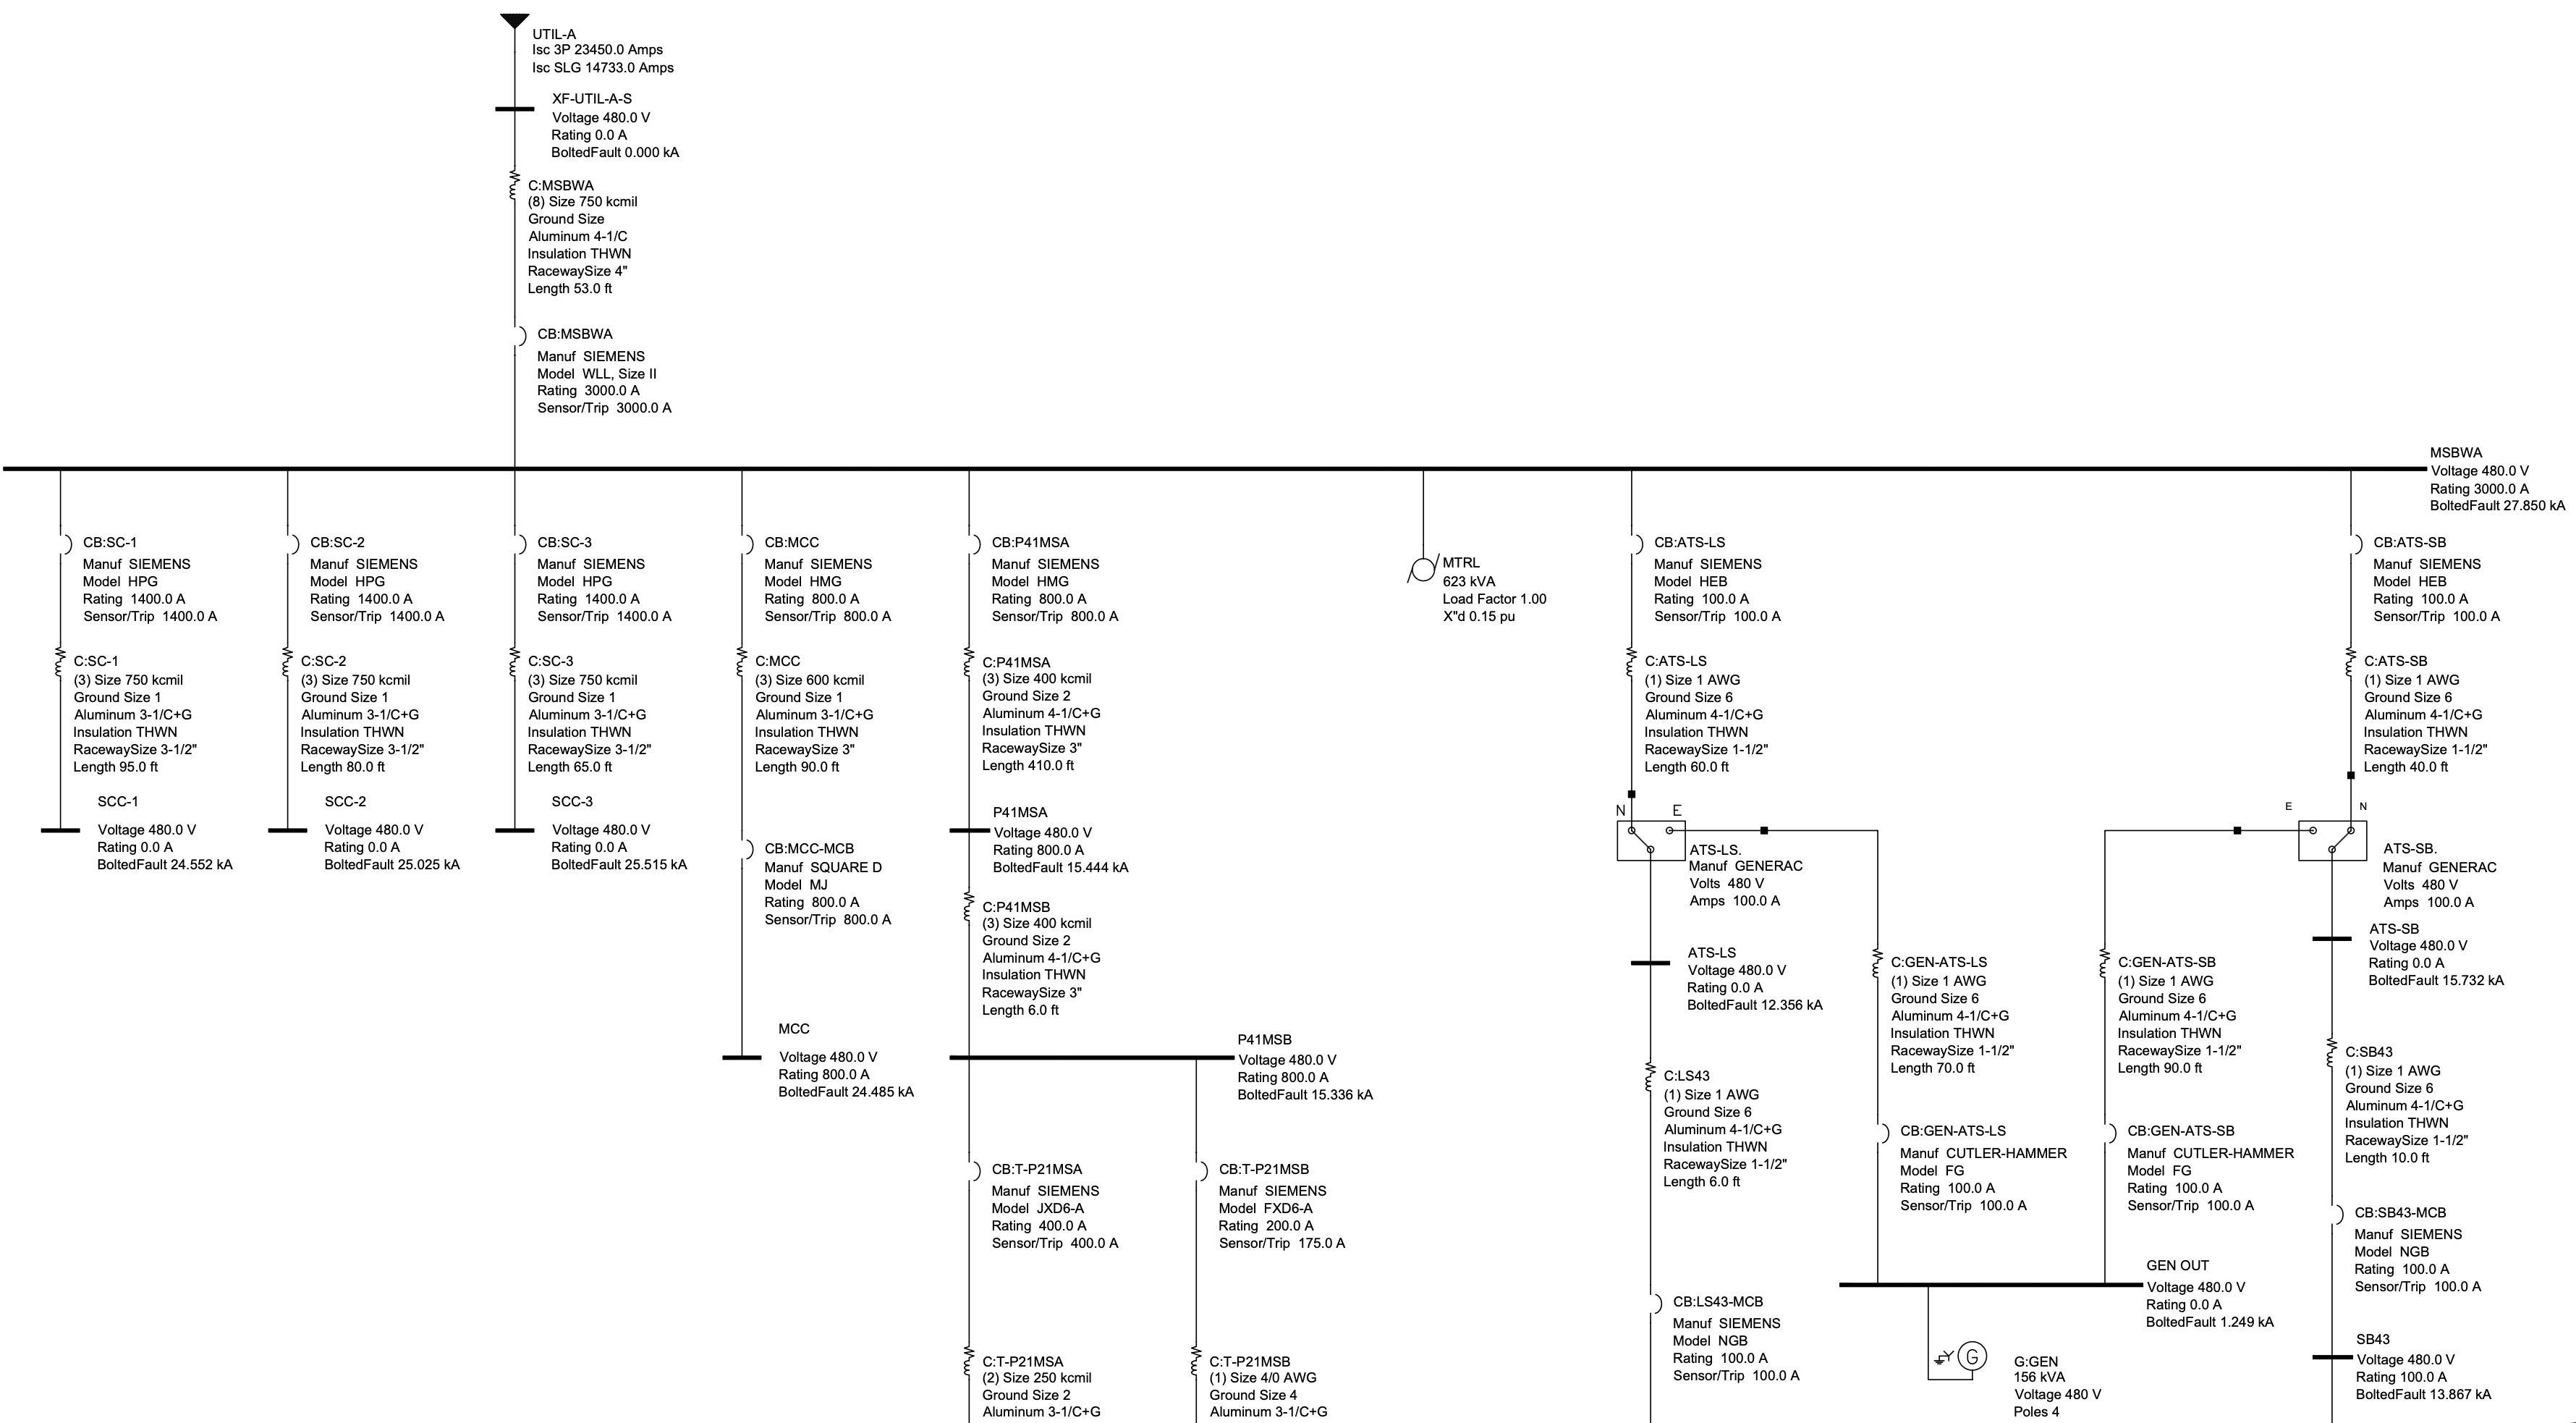 UTIL-A
Isc 3P 23450.0 Amps
Isc SLG 14733.0 Amps
XF-UTIL-A-S
Voltage 480.0 V
Rating 0.0 A
BoltedFault 0.000 kA
C:MSBWA
(8) Size 750 kcmil
Ground Size
Aluminum 4-1/C
Insulation THWN
RacewaySize 4"
Length 53.0 ft
CB:MSBWA
Manuf SIEMENS
Model WLL, Size II
Rating 3000.0 A
Sensor/Trip 3000.0 A
MSBWA
Voltage 480.0 V
Rating 3000.0 A
BoltedFault 27.850 kA
CB:SC-1
Manuf SIEMENS
Model HPG
Rating 1400.0 A
Sensor/Trip 1400.0 A
C:SC-1
(3) Size 750 kcmil
Ground Size 1
Aluminum 3-1/C+G
Insulation THWN
RacewaySize 3-1/2"
Length 95.0 ft
SCC-1
Voltage 480.0 V
Rating 0.0 A
BoltedFault 24.552 kA
CB:SC-2
Manuf SIEMENS
Model HPG
Rating 1400.0 A
Sensor/Trip 1400.0 A
C:SC-2
(3) Size 750 kcmil
Ground Size 1
Aluminum 3-1/C+G
Insulation THWN
RacewaySize 3-1/2"
Length 80.0 ft
SCC-2
Voltage 480.0 V
Rating 0.0 A
BoltedFault 25.025 kA
CB:SC-3
Manuf SIEMENS
Model HPG
Rating 1400.0 A
Sensor/Trip 1400.0 A
C:SC-3
(3) Size 750 kcmil
Ground Size 1
Aluminum 3-1/C+G
Insulation THWN
RacewaySize 3-1/2"
Length 65.0 ft
SCC-3
Voltage 480.0 V
Rating 0.0 A
BoltedFault 25.515 kA
CB:MCC
Manuf SIEMENS
Model HMG
Rating 800.0 A
Sensor/Trip 800.0 A
C:MCC
(3) Size 600 kcmil
Ground Size 1
Aluminum 3-1/C+G
Insulation THWN
RacewaySize 3"
Length 90.0 ft
CB:MCC-MCB
Manuf SQUARE D
Model MJ
Rating 800.0 A
Sensor/Trip 800.0 A
MCC
Voltage 480.0 V
Rating 800.0 A
BoltedFault 24.485 kA
CB:P41MSA
Manuf SIEMENS
Model HMG
Rating 800.0 A
Sensor/Trip 800.0 A
C:P41MSA
(3) Size 400 kcmil
Ground Size 2
Aluminum 4-1/C+G
Insulation THWN
RacewaySize 3"
Length 410.0 ft
P41MSA
Voltage 480.0 V
Rating 800.0 A
BoltedFault 15.444 kA
C:P41MSB
(3) Size 400 kcmil
Ground Size 2
Aluminum 4-1/C+G
Insulation THWN
RacewaySize 3"
Length 6.0 ft
P41MSB
Voltage 480.0 V
Rating 800.0 A
BoltedFault 15.336 kA
CB:T-P21MSA
Manuf SIEMENS
Model JXD6-A
Rating 400.0 A
Sensor/Trip 400.0 A
C:T-P21MSA
(2) Size 250 kcmil
Ground Size 2
Aluminum 3-1/C+G
CB:T-P21MSB
Manuf SIEMENS
Model FXD6-A
Rating 200.0 A
Sensor/Trip 175.0 A
C:T-P21MSB
(1) Size 4/0 AWG
Ground Size 4
Aluminum 3-1/C+G
MTRL
623 kVA
Load Factor 1.00
X"d 0.15 pu
CB:ATS-LS
Manuf SIEMENS
Model HEB
Rating 100.0 A
Sensor/Trip 100.0 A
C:ATS-LS
(1) Size 1 AWG
Ground Size 6
Aluminum 4-1/C+G
Insulation THWN
RacewaySize 1-1/2"
Length 60.0 ft
N E
ATS-LS.
Manuf GENERAC
Volts 480 V
Amps 100.0 A
ATS-LS
Voltage 480.0 V
Rating 0.0 A
BoltedFault 12.356 kA
C:LS43
(1) Size 1 AWG
Ground Size 6
Aluminum 4-1/C+G
Insulation THWN
RacewaySize 1-1/2"
Length 6.0 ft
CB:LS43-MCB
Manuf SIEMENS
Model NGB
Rating 100.0 A
Sensor/Trip 100.0 A
C:GEN-ATS-LS
(1) Size 1 AWG
Ground Size 6
Aluminum 4-1/C+G
Insulation THWN
RacewaySize 1-1/2"
Length 70.0 ft
CB:GEN-ATS-LS
Manuf CUTLER-HAMMER
Model FG
Rating 100.0 A
Sensor/Trip 100.0 A
C:GEN-ATS-SB
(1) Size 1 AWG
Ground Size 6
Aluminum 4-1/C+G
Insulation THWN
RacewaySize 1-1/2"
Length 90.0 ft
CB:GEN-ATS-SB
Manuf CUTLER-HAMMER
Model FG
Rating 100.0 A
Sensor/Trip 100.0 A
GEN OUT
Voltage 480.0 V
Rating 0.0 A
BoltedFault 1.249 kA
G
G:GEN
156 kVA
Voltage 480 V
Poles 4
CB:ATS-SB
Manuf SIEMENS
Model HEB
Rating 100.0 A
Sensor/Trip 100.0 A
C:ATS-SB
(1) Size 1 AWG
Ground Size 6
Aluminum 4-1/C+G
Insulation THWN
RacewaySize 1-1/2"
Length 40.0 ft
E N
ATS-SB.
Manuf GENERAC
Volts 480 V
Amps 100.0 A
ATS-SB
Voltage 480.0 V
Rating 0.0 A
BoltedFault 15.732 kA
C:SB43
(1) Size 1 AWG
Ground Size 6
Aluminum 4-1/C+G
Insulation THWN
RacewaySize 1-1/2"
Length 10.0 ft
CB:SB43-MCB
Manuf SIEMENS
Model NGB
Rating 100.0 A
Sensor/Trip 100.0 A
SB43
Voltage 480.0 V
Rating 100.0 A
BoltedFault 13.867 kA